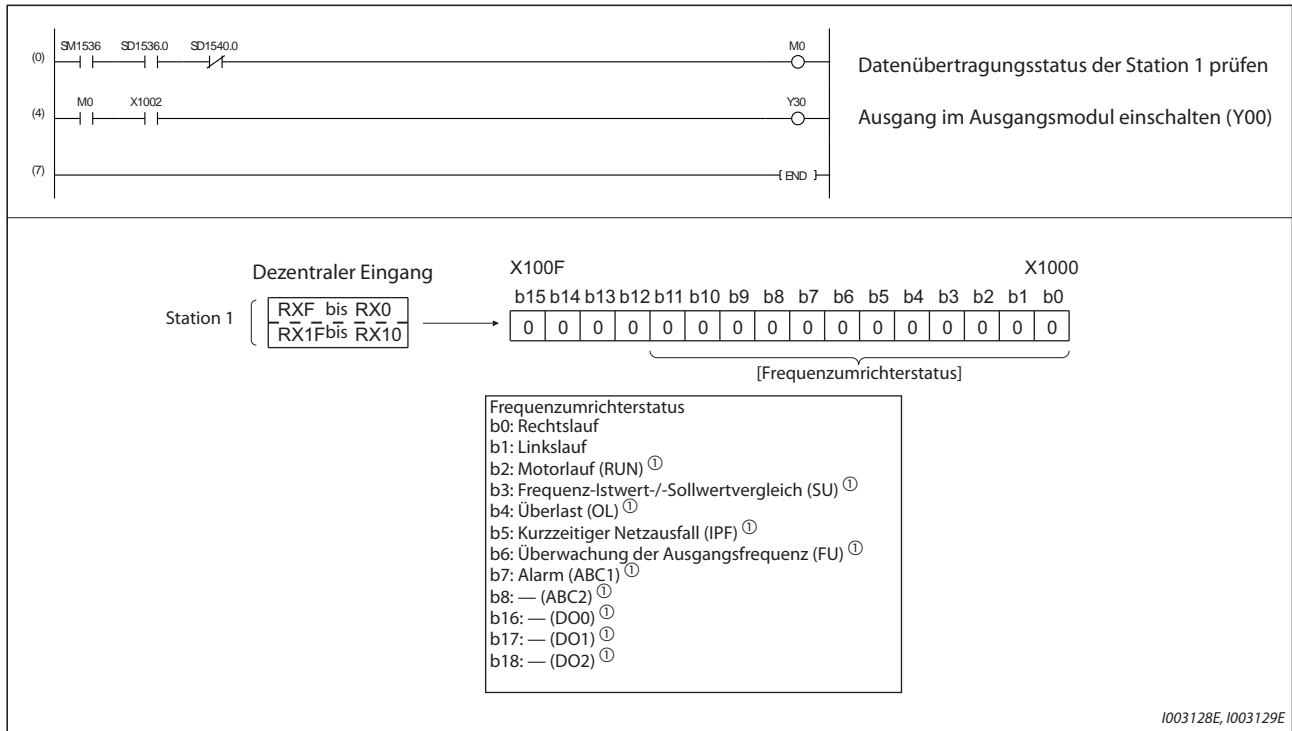 SM1536 SD1536.0 SD1540.0 M0
(0)
Datenübertragungsstatus der Station 1 prüfen
M0 X1002 Y30
(4)
Ausgang im Ausgangsmodul einschalten (Y00)
(7) END
Dezentraler Eingang
X100F X1000
b15 b14 b13 b12 b11 b10 b9 b8 b7 b6 b5 b4 b3 b2 b1 b0
Station 1
RXF bis RX0
RX1F bis RX10
0 0 0 0 0 0 0 0 0 0 0 0 0 0 0 0
[Frequenzumrichterstatus]
Frequenzumrichterstatus
b0: Rechtslauf
b1: Linkslauf
b2: Motorlauf (RUN) ①
b3: Frequenz-Istwert-/-Sollwertvergleich (SU) ①
b4: Überlast (OL) ①
b5: Kurzzeitiger Netzausfall (IPF) ①
b6: Überwachung der Ausgangsfrequenz (FU) ①
b7: Alarm (ABC1) ①
b8: — (ABC2) ①
b16: — (DO0) ①
b17: — (DO1) ①
b18: — (DO2) ①
I003128E, I003129E